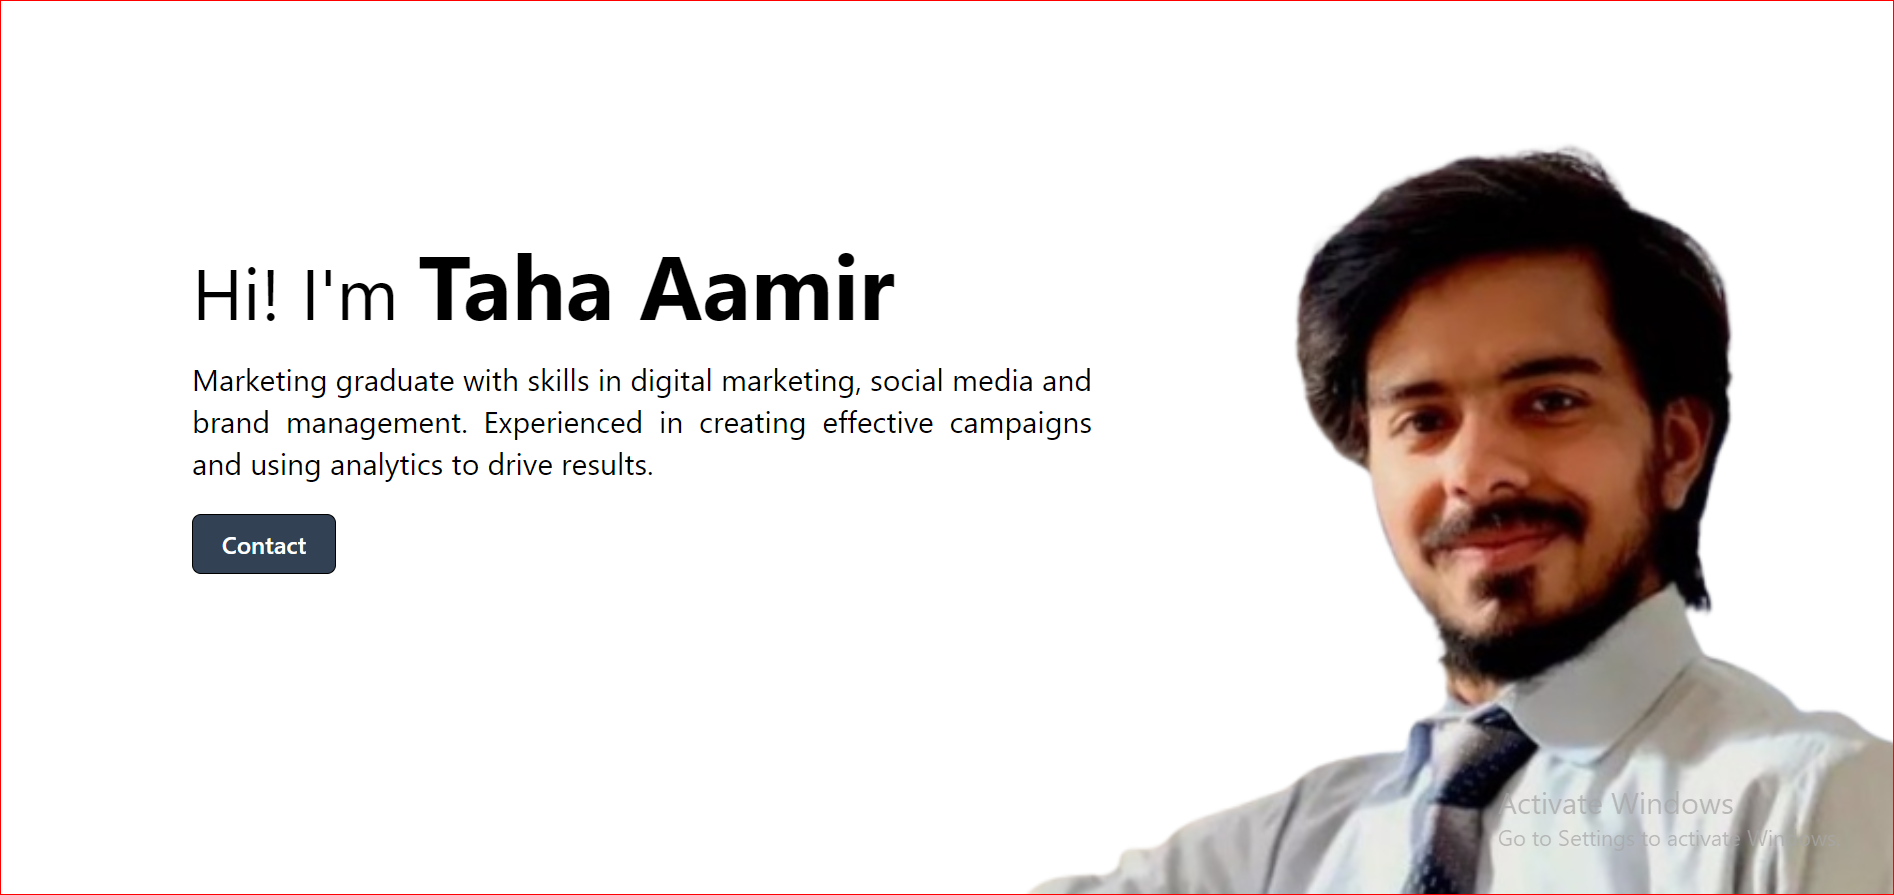 Hi! I'm Taha Aamir
Marketing graduate with skills in digital marketing, social media and
brand management. Experienced in creating effective campaigns
and using analytics to drive results.
Contact
Activate Windows
Go to Settings to activate Windows.